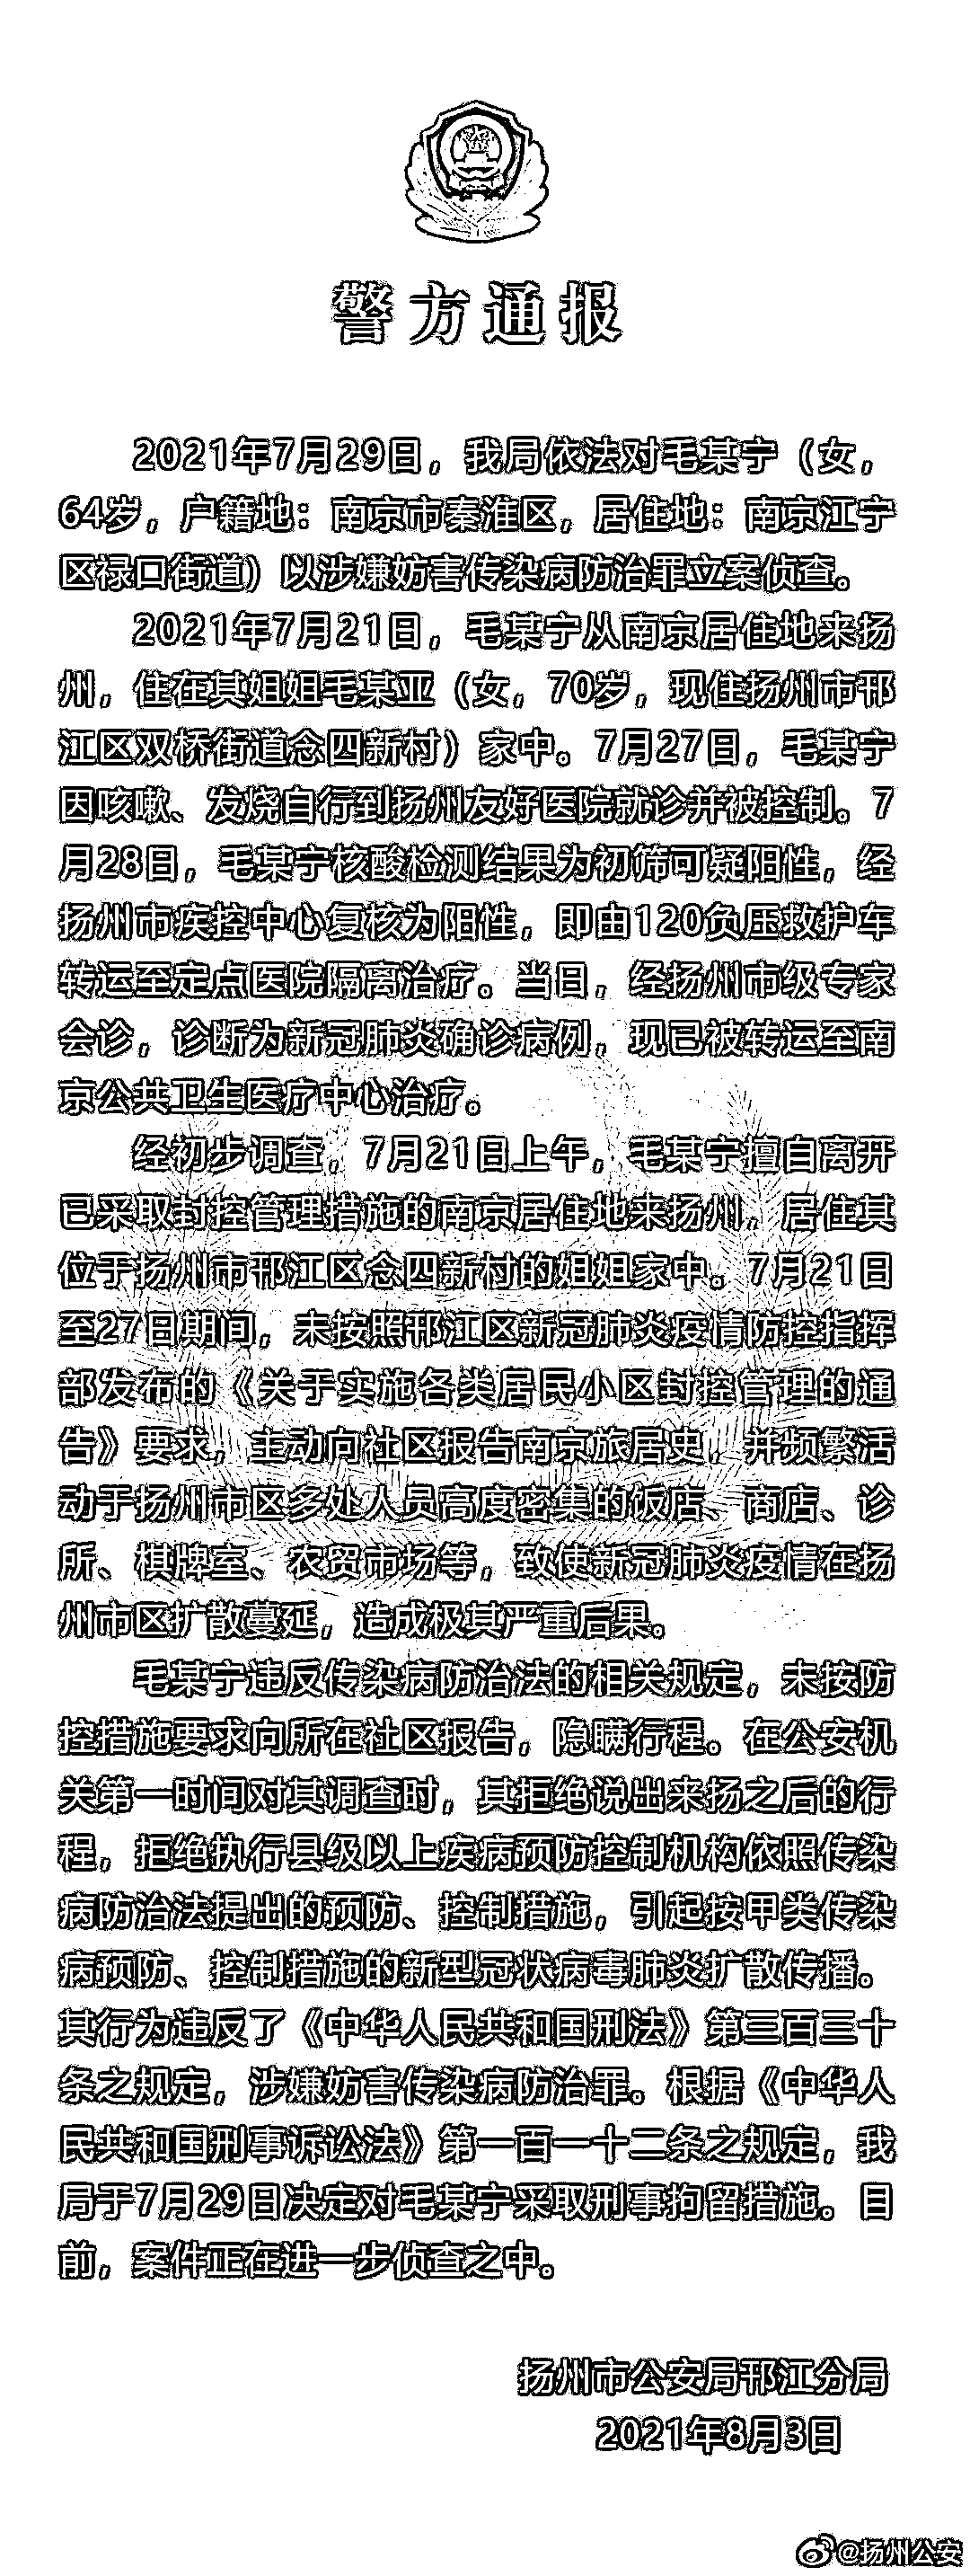 警方通报
2021年7月29日，我局依法对毛某宁（女，
64岁，户籍地：南京市秦淮区，居住地：南京江宁
区禄口街道）以涉嫌妨害传染病防治罪立案侦查。
2021年7月21日，毛某宁从南京居住地来扬
州，住在其姐姐毛某亚（女，70岁，现住扬州市邗
江区双桥街道念四新村）家中。7月27日，毛某宁
因咳嗽、发烧自行到扬州友好医院就诊并被控制。7
月28日，毛某宁核酸检测结果为初筛可疑阳性，经
扬州市疾控中心复核为阳性，即由120负压救护车
转运至定点医院隔离治疗。当日，经扬州市级专家
会诊，诊断为新冠肺炎确诊病例，现已被转运至南
京公共卫生医疗中心治疗。
经初步调查，7月21日上午，毛某宁擅自离开
已采取封控管理措施的南京居住地来扬州，居住其
位于扬州市邗江区念四新村的姐姐家中。7月21日
至27日期间，未按照邗江区新冠肺炎疫情防控指挥
部发布的《关于实施各类居民小区封控管理的通
告》要求，主动向社区报告南京旅居史，并频繁活
动于扬州市区多处人员高度密集的饭店、商店、诊
所、棋牌室、农贸市场等，致使新冠肺炎疫情在扬
州市区扩散蔓延，造成极其严重后果。
毛某宁违反传染病防治法的相关规定，未按防
控措施要求向所在社区报告，隐瞒行程。在公安机
关第一时间对其调查时，其拒绝说出来扬之后的行
程，拒绝执行县级以上疾病预防控制机构依照传染
病防治法提出的预防、控制措施，引起按甲类传染
病预防、控制措施的新型冠状病毒肺炎扩散传播。
其行为违反了《中华人民共和国刑法》第三百三十
条之规定，涉嫌妨害传染病防治罪。根据《中华人
民共和国刑事诉讼法》第一百一十二条之规定，我
局于7月29日决定对毛某宁采取刑事拘留措施。目
前，案件正在进一步侦查之中。
扬州市公安局邗江分局
2021年8月3日
@扬州公安